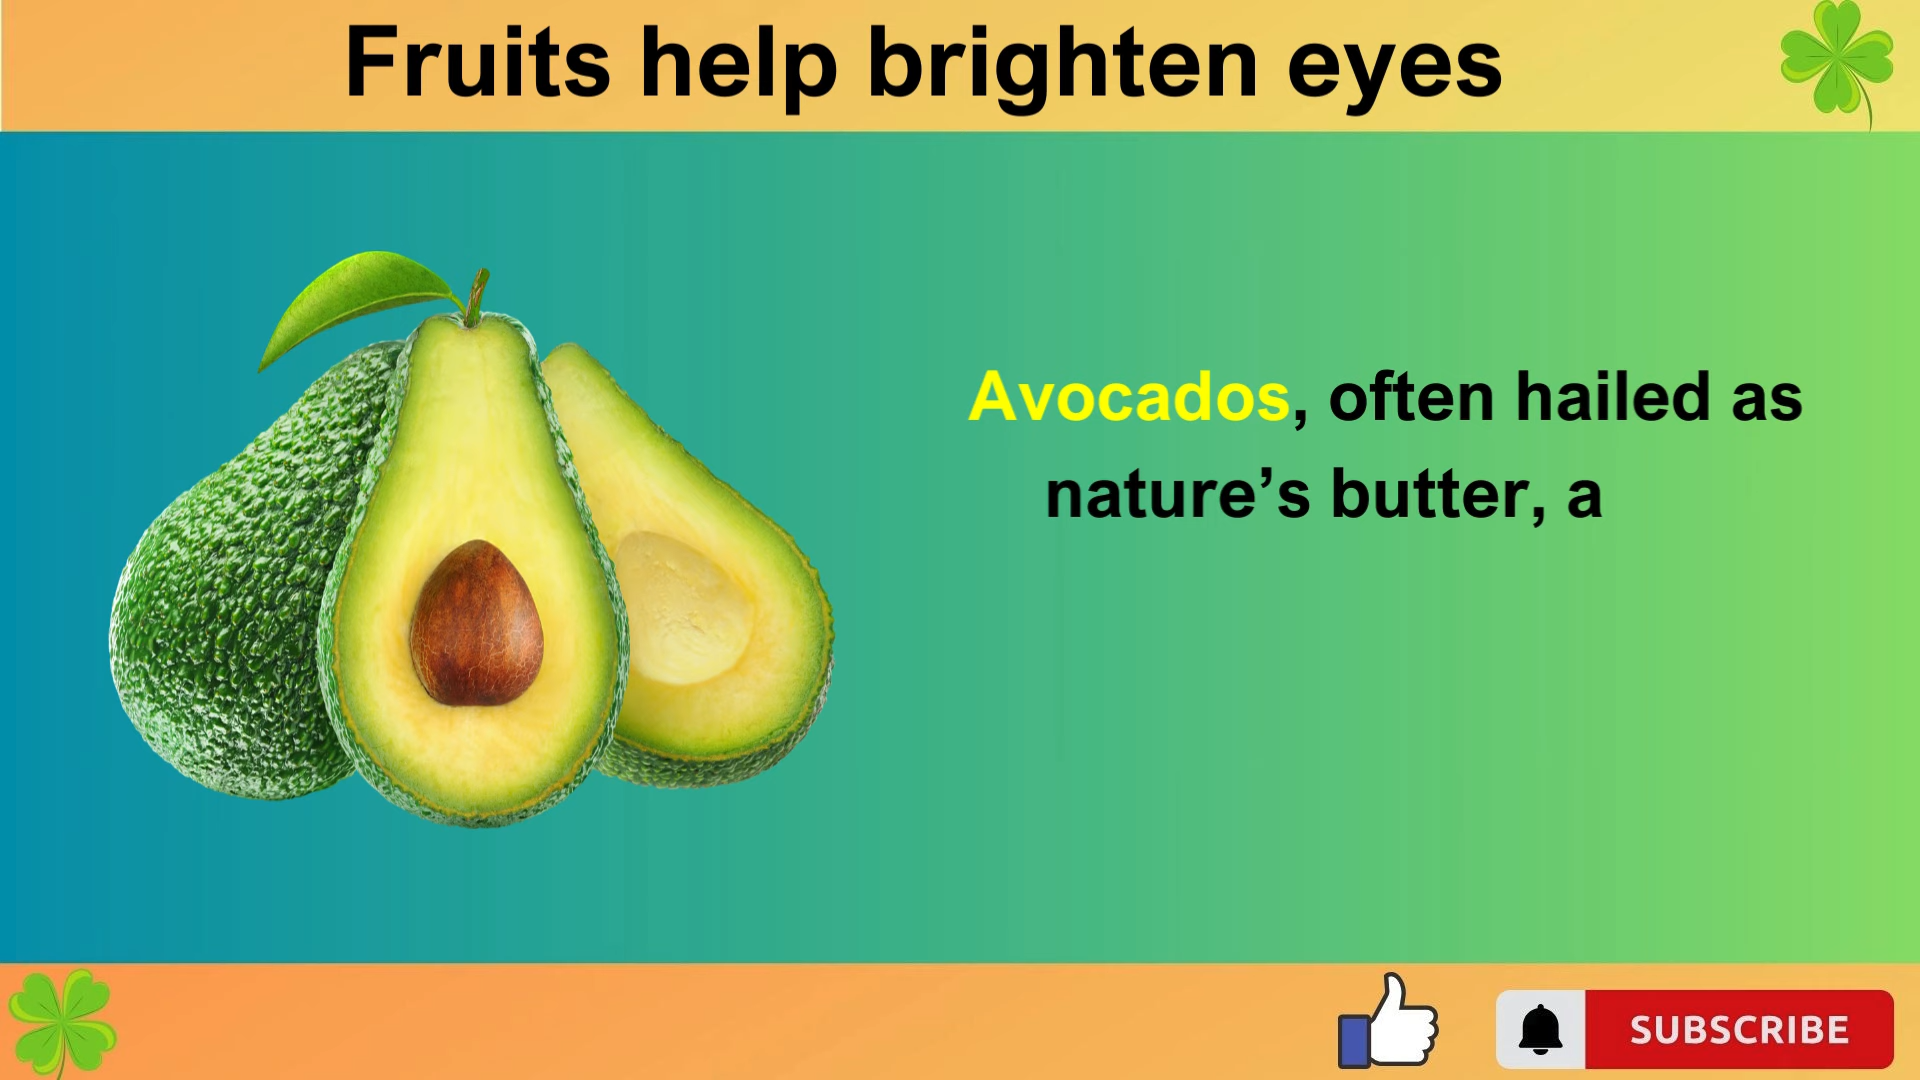 Fruits help brighten eyes
Avocados, often hailed as
nature’s butter, a
SUBSCRIBE